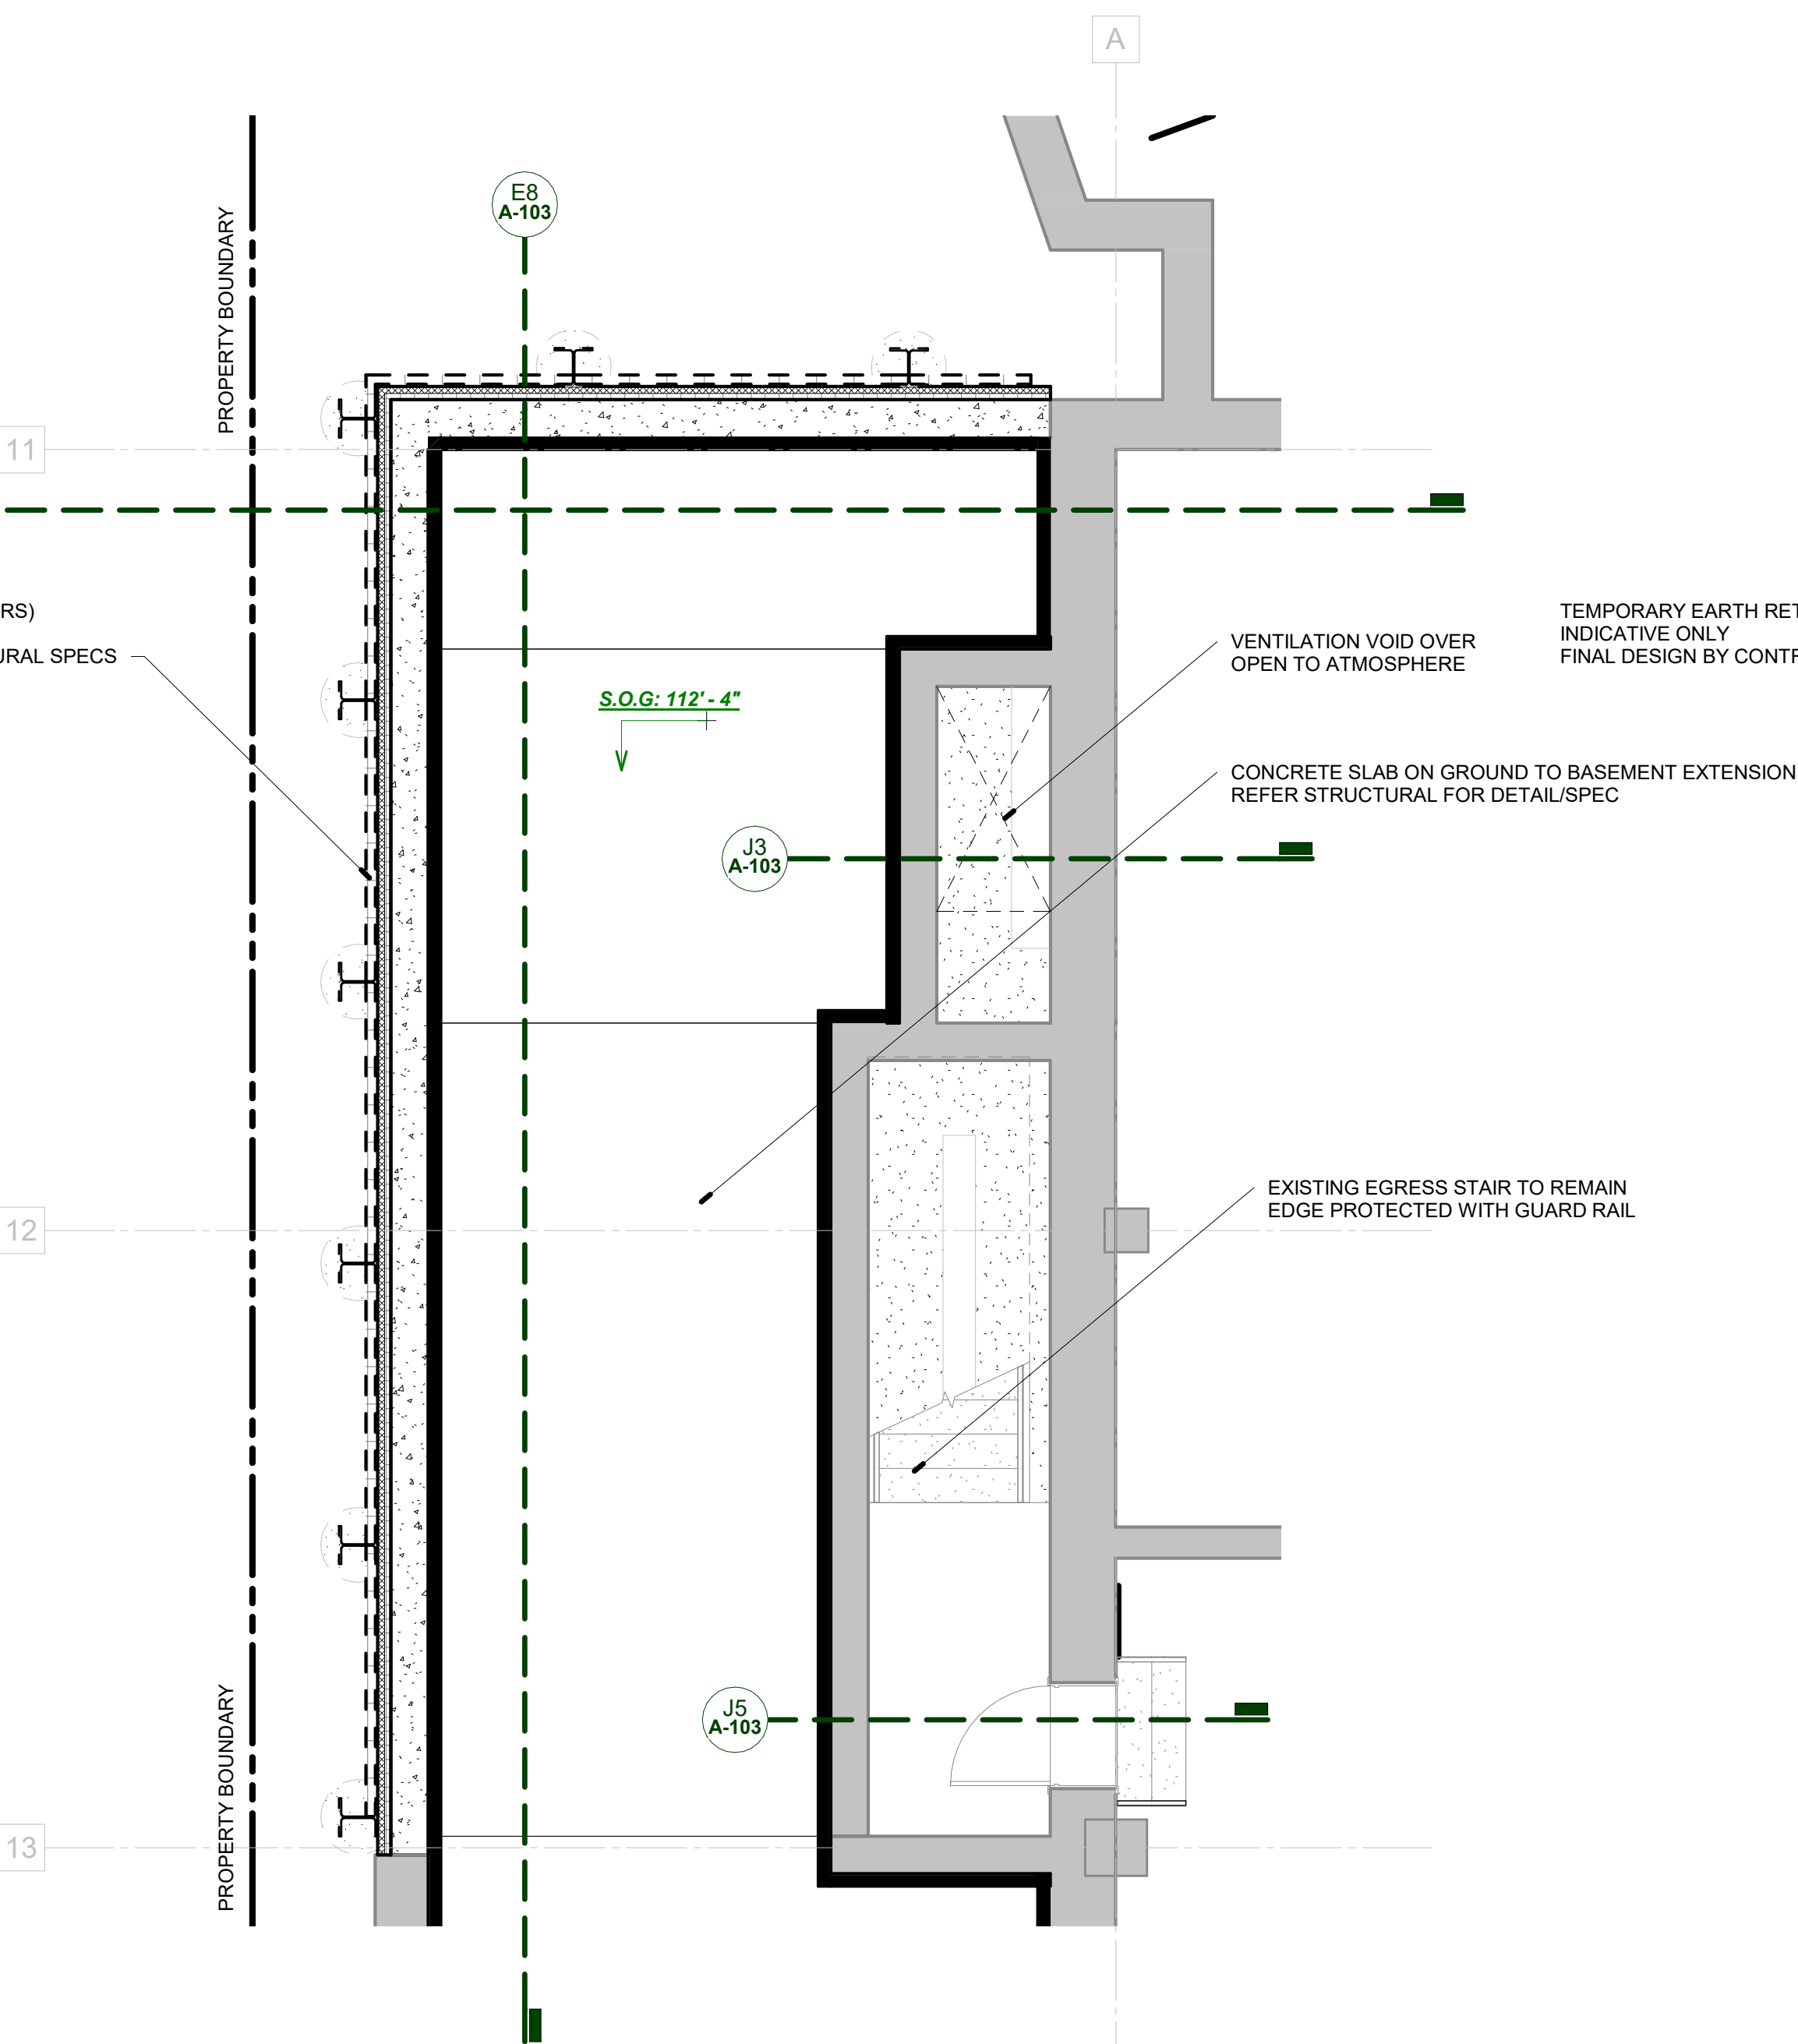 A
E8
A-103
PROPERTY BOUNDARY
11
RS)
URAL SPECS
VENTILATION VOID OVER
OPEN TO ATMOSPHERE
TEMPORARY EARTH RET
INDICATIVE ONLY
FINAL DESIGN BY CONTR
S.O.G: 112' - 4"
CONCRETE SLAB ON GROUND TO BASEMENT EXTENSION
REFER STRUCTURAL FOR DETAIL/SPEC
J3
A-103
EXISTING EGRESS STAIR TO REMAIN
EDGE PROTECTED WITH GUARD RAIL
12
PROPERTY BOUNDARY
J5
A-103
13